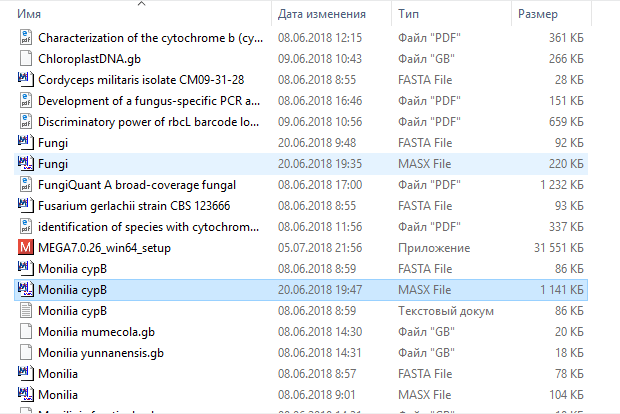 Имя Дата изменения Тип Размер
Characterization of the cytochrome b (cy... 08.06.2018 12:15 Файл "PDF" 361 КБ
ChloroplastDNA.gb 09.06.2018 10:43 Файл "GB" 266 КБ
Cordyceps militaris isolate CM09-31-28 08.06.2018 8:55 FASTA File 28 КБ
Development of a fungus-specific PCR a... 08.06.2018 16:46 Файл "PDF" 151 КБ
Discriminatory power of rbcL barcode lo... 09.06.2018 10:56 Файл "PDF" 659 КБ
Fungi 20.06.2018 9:48 FASTA File 92 КБ
Fungi 20.06.2018 19:35 MASX File 220 КБ
FungiQuant A broad-coverage fungal 08.06.2018 17:00 Файл "PDF" 1 232 КБ
Fusarium gerlachii strain CBS 123666 08.06.2018 8:55 FASTA File 93 КБ
identification of species with cytochrom... 08.06.2018 11:56 Файл "PDF" 337 КБ
MEGA7.0.26_win64_setup 05.07.2018 21:56 Приложение 31 551 КБ
Monilia cypB 08.06.2018 8:59 FASTA File 86 КБ
Monilia cypB 20.06.2018 19:47 MASX File 1 141 КБ
Monilia cypB 08.06.2018 8:59 Текстовый докум 86 КБ
Monilia mumecola.gb 08.06.2018 14:30 Файл "GB" 20 КБ
Monilia yunnanensis.gb 08.06.2018 14:31 Файл "GB" 18 КБ
Monilia 08.06.2018 8:57 FASTA File 78 КБ
Monilia 08.06.2018 9:01 MASX File 104 КБ